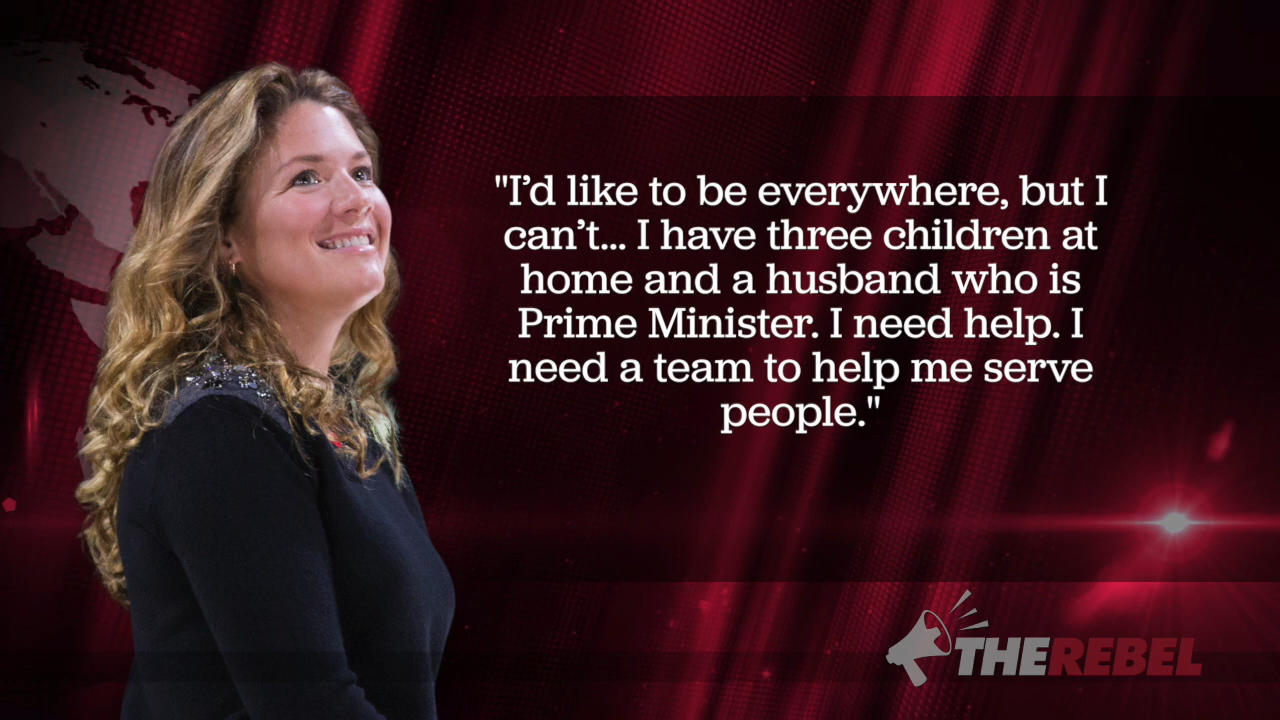 "I’d like to be everywhere, but I
can’t... I have three children at
home and a husband who is
Prime Minister. I need help. I
need a team to help me serve
people."
THEREBEL